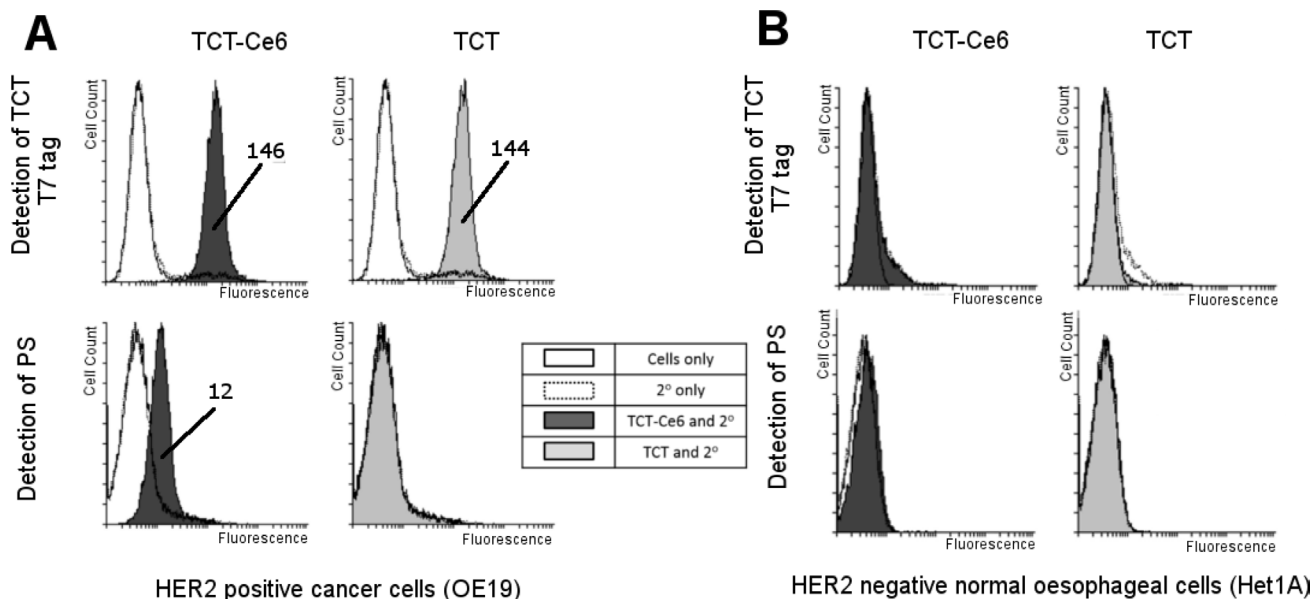 A
TCT-Ce6
TCT
Detection of TCT
T7 tag
Cell Count
146
Fluorescence
Cell Count
144
Fluorescence
Detection of PS
Cell Count
12
Fluorescence
Cell Count
Fluorescence
Cells only
2° only
TCT-Ce6 and 2°
TCT and 2°
HER2 positive cancer cells (OE19)
B
TCT-Ce6
TCT
Detection of TCT
T7 tag
Cell Count
Fluorescence
Cell Count
Fluorescence
Detection of PS
Cell Count
Fluorescence
Cell Count
Fluorescence
HER2 negative normal oesophageal cells (Het1A)